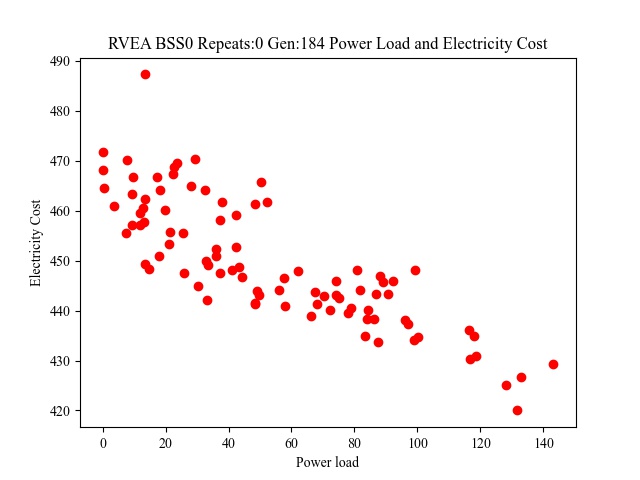 RVEA BSS0 Repeats:0 Gen:184 Power Load and Electricity Cost
490
480
470
460
450
440
430
420
Electricity Cost
0 20 40 60 80 100 120 140
Power load